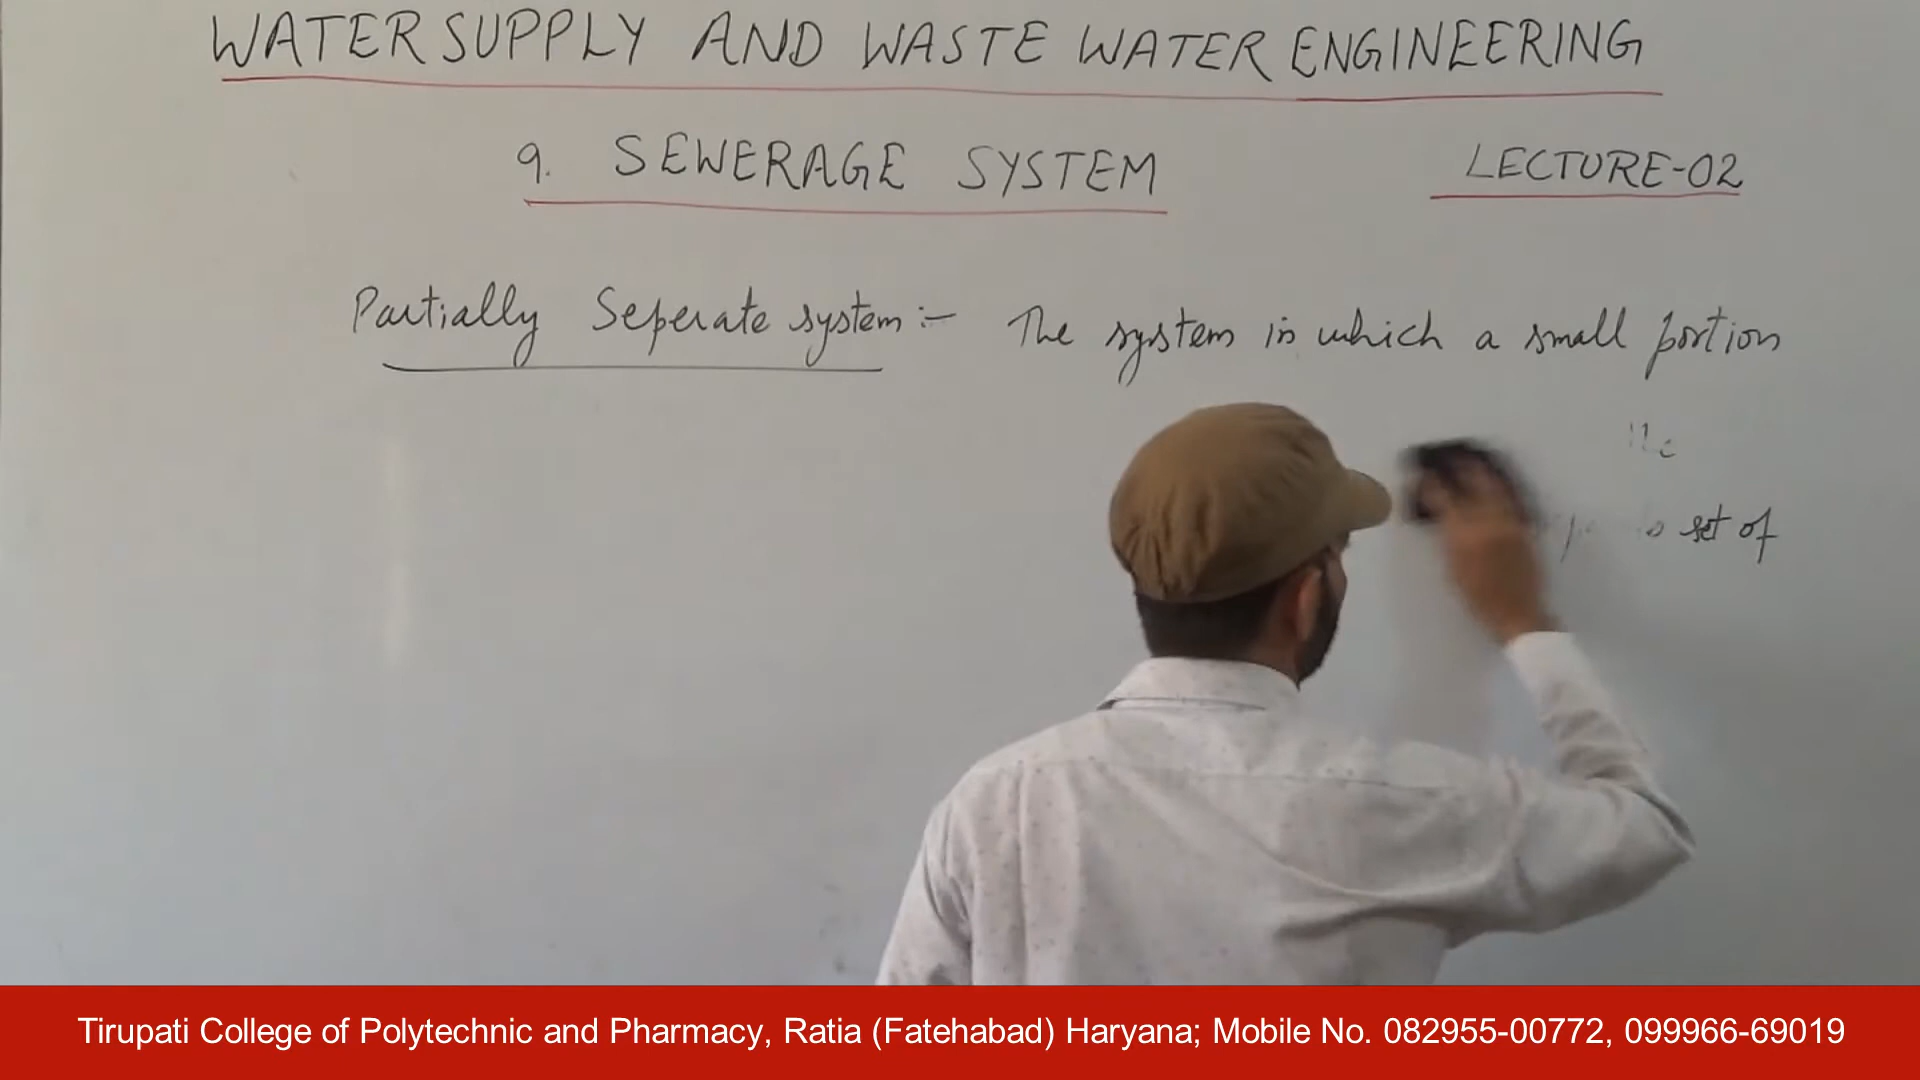 WATER SUPPLY AND WASTE WATER ENGINEERING
9. SEWERAGE SYSTEM
LECTURE-02
Partially Seperate system :- The system in which a small portion
set of
Tirupati College of Polytechnic and Pharmacy, Ratia (Fatehabad) Haryana; Mobile No. 082955-00772, 099966-69019